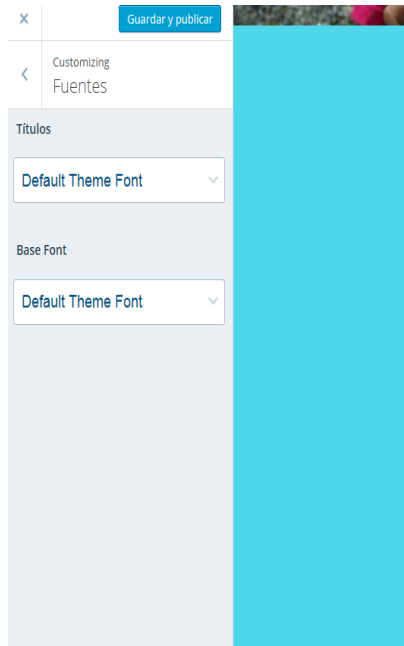 Guardar y publicar
Customizing
Fuentes
Títulos
Default Theme Font
Base Font
Default Theme Font